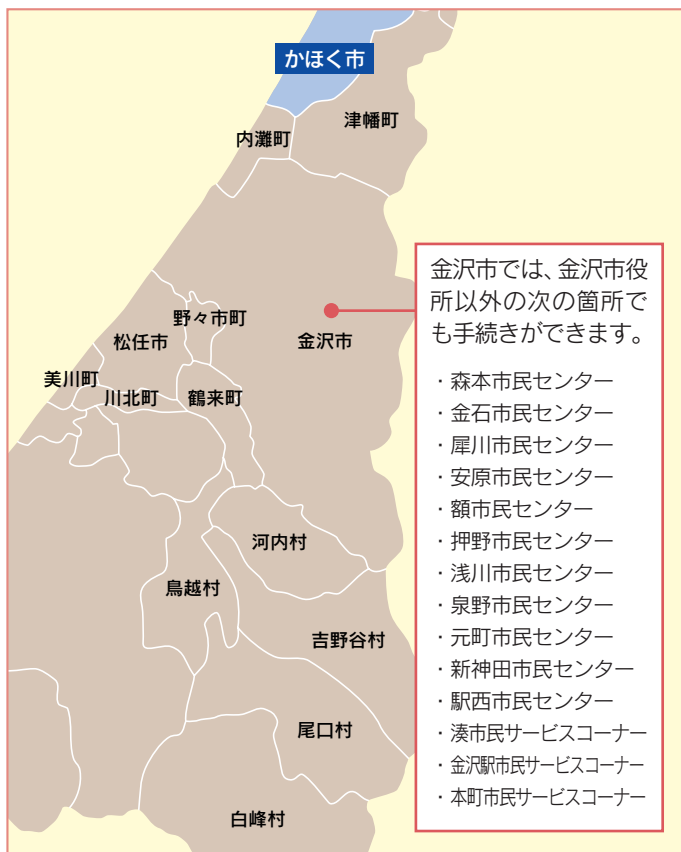 かほく市
津幡町
内灘町
野々市町
松任市
金沢市
美川町
川北町
鶴来町
河内村
鳥越村
吉野谷村
尾口村
白峰村
金沢市では、金沢市役
所以外の次の箇所で
も手続きができます。
・森本市民センター
・金石市民センター
・犀川市民センター
・安原市民センター
・額市民センター
・押野市民センター
・浅川市民センター
・泉野市民センター
・元町市民センター
・新神田市民センター
・駅西市民センター
・湊市民サービスコーナー
・金沢駅市民サービスコーナー
・本町市民サービスコーナー